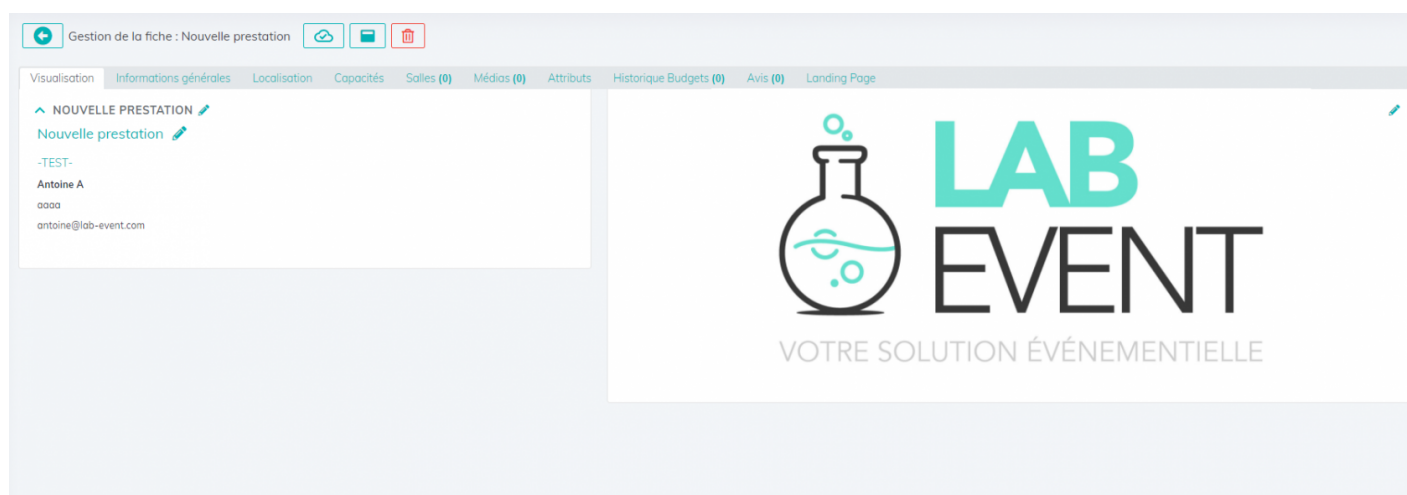 Gestion de la fiche : Nouvelle prestation
Visualisation Informations générales Localisation Capacités Salles (0) Médias (0) Attributs Historique Budgets (0) Avis (0) Landing Page
NOUVELLE PRESTATION
Nouvelle prestation
-TEST-
Antoine A
aaaa
antoine@lab-event.com
LAB
EVENT
VOTRE SOLUTION ÉVÉNEMENTIELLE